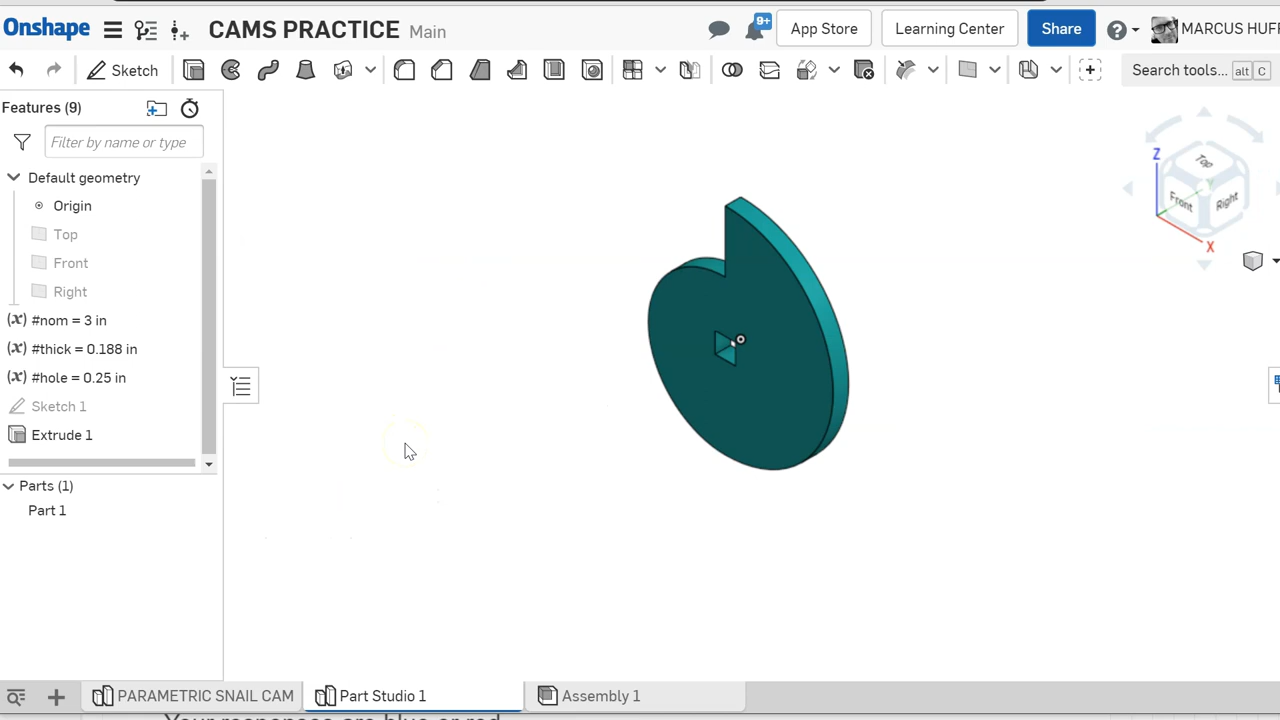 Onshape CAMS PRACTICE Main 9+ App Store Learning Center Share MARCUS HUFF
Sketch Search tools... alt C
Features (9)
Filter by name or type
Default geometry
Origin
Top
Front
Right
(x) #nom = 3 in
(x) #thick = 0.188 in
(x) #hole = 0.25 in
Sketch 1
Extrude 1
Parts (1)
Part 1
Z
Top
Front
Right
X
PARAMETRIC SNAIL CAM Part Studio 1 Assembly 1